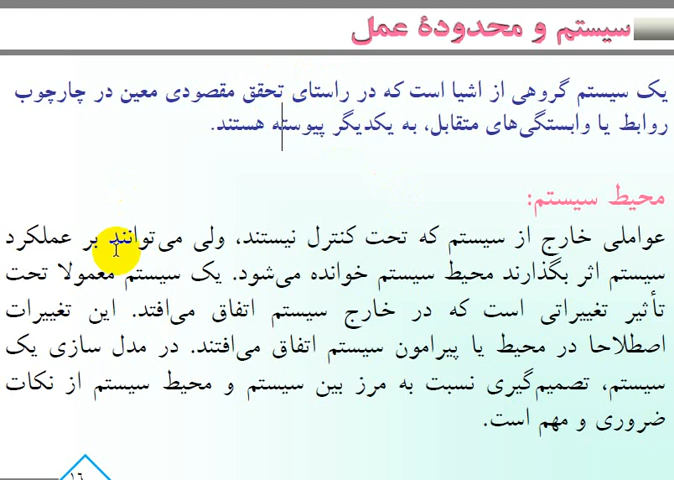 سیستم و محدودهٔ عمل
یک سیستم گروهی از اشیا است که در راستای تحقق مقصودی معین در چارچوب
روابط یا وابستگی‌های متقابل، به یکدیگر پیوسته هستند.
محیط سیستم:
عواملی خارج از سیستم که تحت کنترل نیستند، ولی می‌توانند بر عملکرد
سیستم اثر بگذارند محیط سیستم خوانده می‌شود. یک سیستم معمولا تحت
تأثیر تغییراتی است که در خارج سیستم اتفاق می‌افتد. این تغییرات
اصطلاحا در محیط یا پیرامون سیستم اتفاق می‌افتند. در مدل سازی یک
سیستم، تصمیم‌گیری نسبت به مرز بین سیستم و محیط سیستم از نکات
ضروری و مهم است.
۱۶